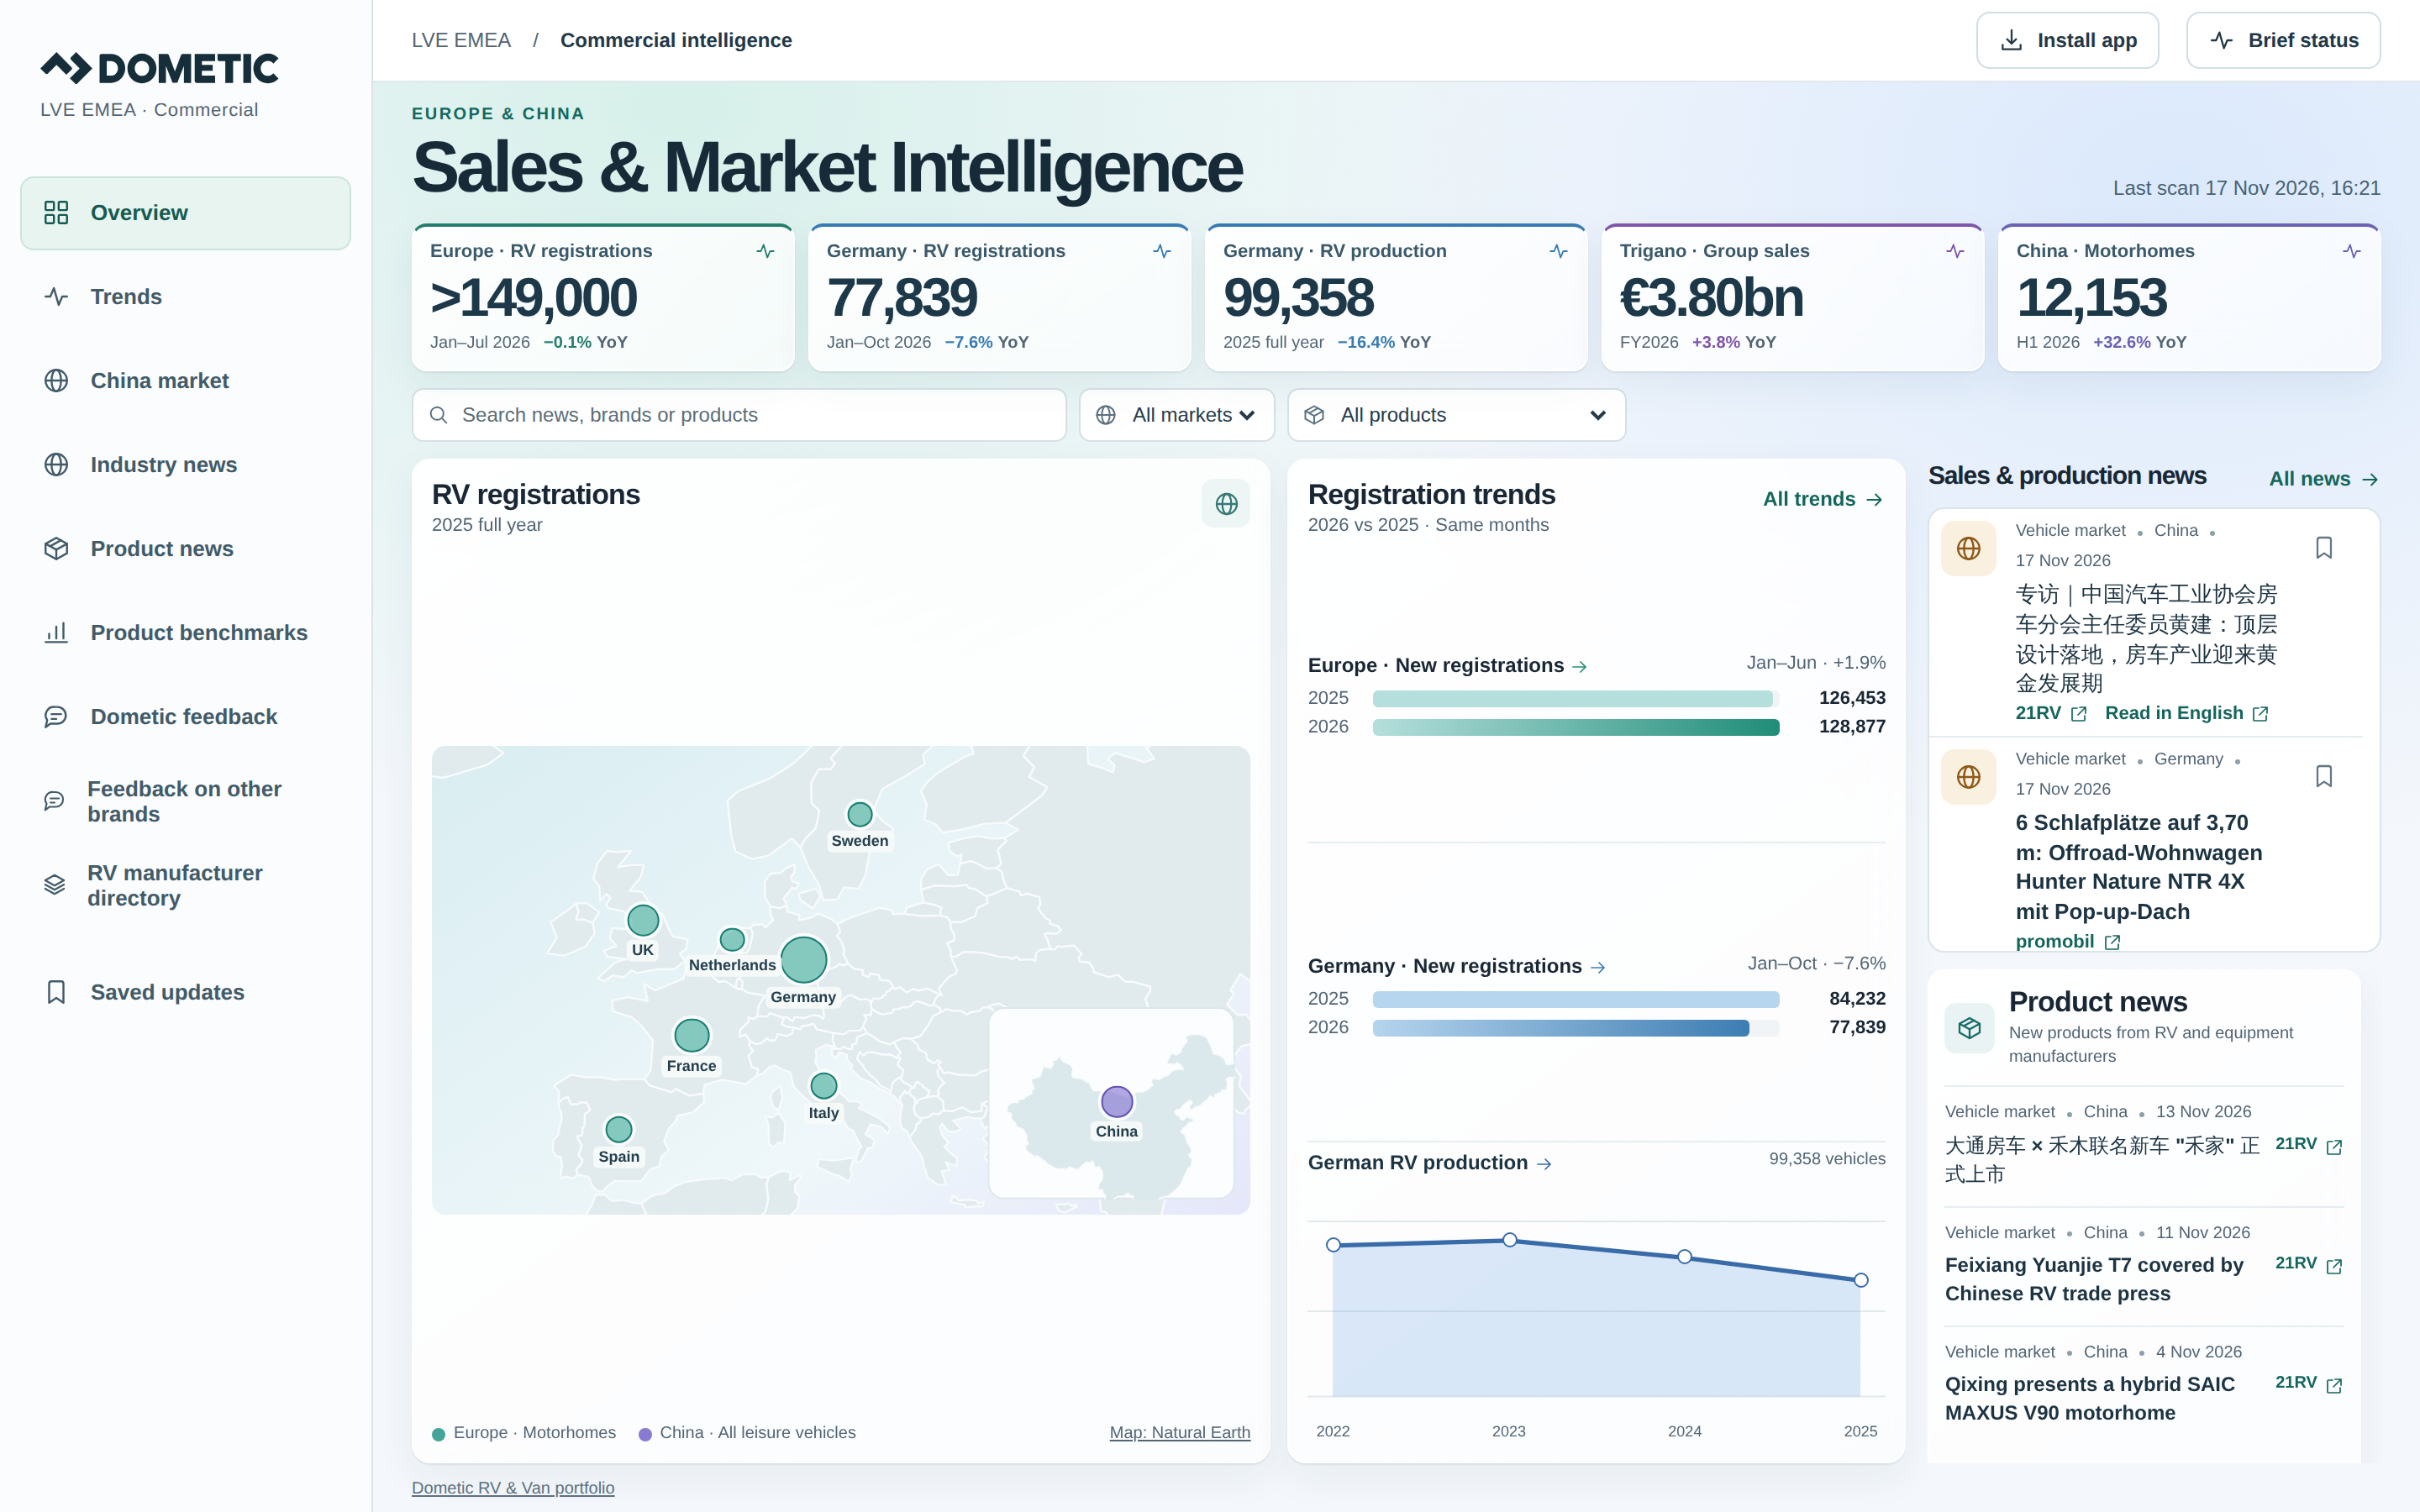 DOMETIC
LVE EMEA · Commercial
Overview
Trends
China market
Industry news
Product news
Product benchmarks
Dometic feedback
Feedback on other
brands
RV manufacturer
directory
Saved updates
LVE EMEA / Commercial intelligence
Install app
Brief status
EUROPE & CHINA
Sales & Market Intelligence
Last scan 17 Nov 2026, 16:21
Europe · RV registrations
>149,000
Jan–Jul 2026 −0.1% YoY
Germany · RV registrations
77,839
Jan–Oct 2026 −7.6% YoY
Germany · RV production
99,358
2025 full year −16.4% YoY
Trigano · Group sales
€3.80bn
FY2026 +3.8% YoY
China · Motorhomes
12,153
H1 2026 +32.6% YoY
Search news, brands or products
All markets
All products
RV registrations
2025 full year
Sweden
UK
Netherlands
Germany
France
Italy
Spain
China
Europe · Motorhomes
China · All leisure vehicles
Map: Natural Earth
Registration trends
All trends →
2026 vs 2025 · Same months
Europe · New registrations →
Jan–Jun · +1.9%
2025 126,453
2026 128,877
Germany · New registrations →
Jan–Oct · −7.6%
2025 84,232
2026 77,839
German RV production →
99,358 vehicles
2022 2023 2024 2025
Sales & production news
All news →
Vehicle market • China •
17 Nov 2026
专访｜中国汽车工业协会房
车分会主任委员黄建：顶层
设计落地，房车产业迎来黄
金发展期
21RV Read in English
Vehicle market • Germany •
17 Nov 2026
6 Schlafplätze auf 3,70
m: Offroad-Wohnwagen
Hunter Nature NTR 4X
mit Pop-up-Dach
promobil
Product news
New products from RV and equipment
manufacturers
Vehicle market • China • 13 Nov 2026
大通房车 × 禾木联名新车 "禾家" 正
式上市
21RV
Vehicle market • China • 11 Nov 2026
Feixiang Yuanjie T7 covered by
Chinese RV trade press
21RV
Vehicle market • China • 4 Nov 2026
Qixing presents a hybrid SAIC
MAXUS V90 motorhome
21RV
Dometic RV & Van portfolio